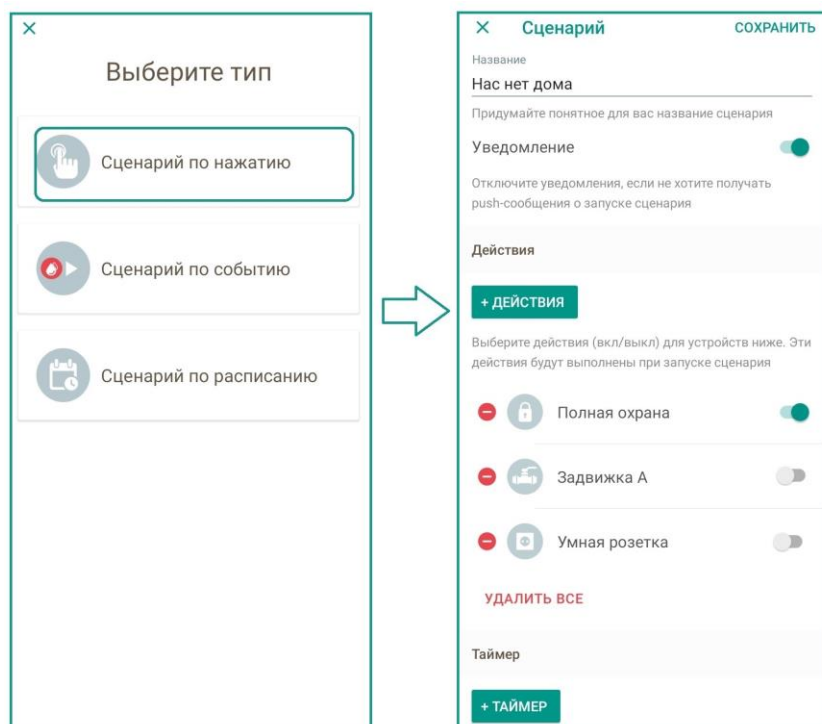 Выберите тип
Сценарий по нажатию
Сценарий по событию
Сценарий по расписанию
Сценарий
СОХРАНИТЬ
Название
Нас нет дома
Придумайте понятное для вас название сценария
Уведомление
Отключите уведомления, если не хотите получать
push-сообщения о запуске сценария
Действия
+ ДЕЙСТВИЯ
Выберите действия (вкл/выкл) для устройств ниже. Эти
действия будут выполнены при запуске сценария
Полная охрана
Задвижка А
Умная розетка
УДАЛИТЬ ВСЕ
Таймер
+ ТАЙМЕР